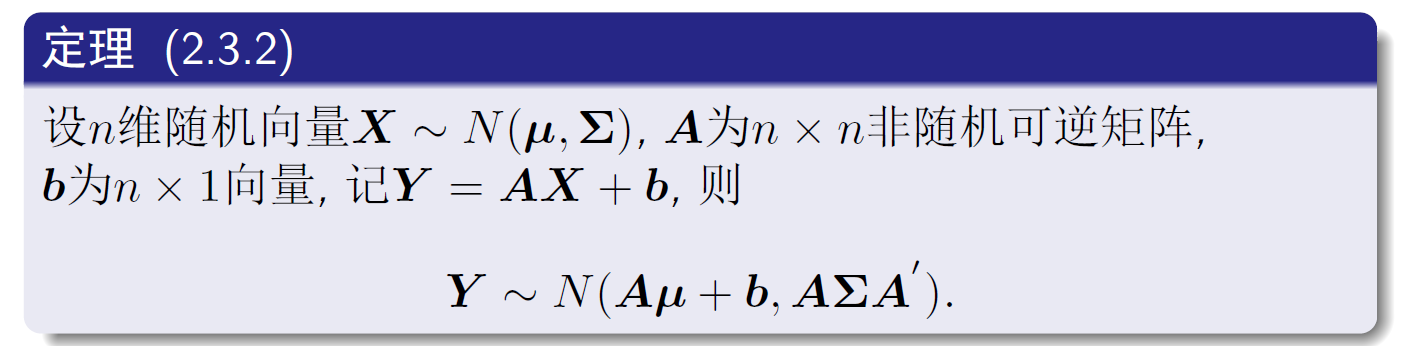 定理 (2.3.2)
设n维随机向量X ∼ N(μ, Σ), A为n × n非随机可逆矩阵,
b为n × 1向量, 记Y = AX + b, 则
Y ∼ N(Aμ + b, AΣA′).